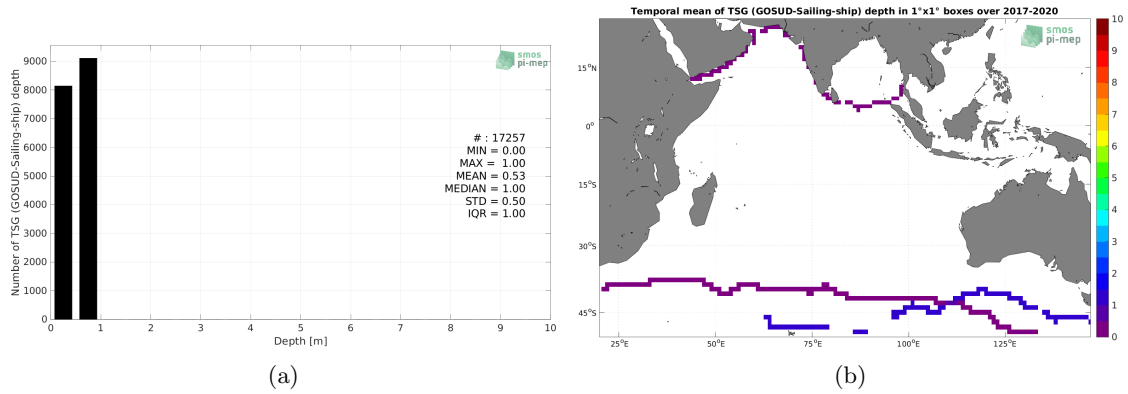 Temporal mean of TSG (GOSUD-Sailing-ship) depth in 1°x1° boxes over 2017-2020
smos
pi-mep
Number of TSG (GOSUD-Sailing-ship) depth
9000
8000
7000
6000
5000
4000
3000
2000
1000
0
# : 17257
MIN = 0.00
MAX = 1.00
MEAN = 0.53
MEDIAN = 1.00
STD = 0.50
IQR = 1.00
0 1 2 3 4 5 6 7 8 9 10
Depth [m]
(a)
smos
pi-mep
15°N
0°
15°S
30°S
45°S
25°E 50°E 75°E 100°E 125°E
10
9
8
7
6
5
4
3
2
1
0
(b)